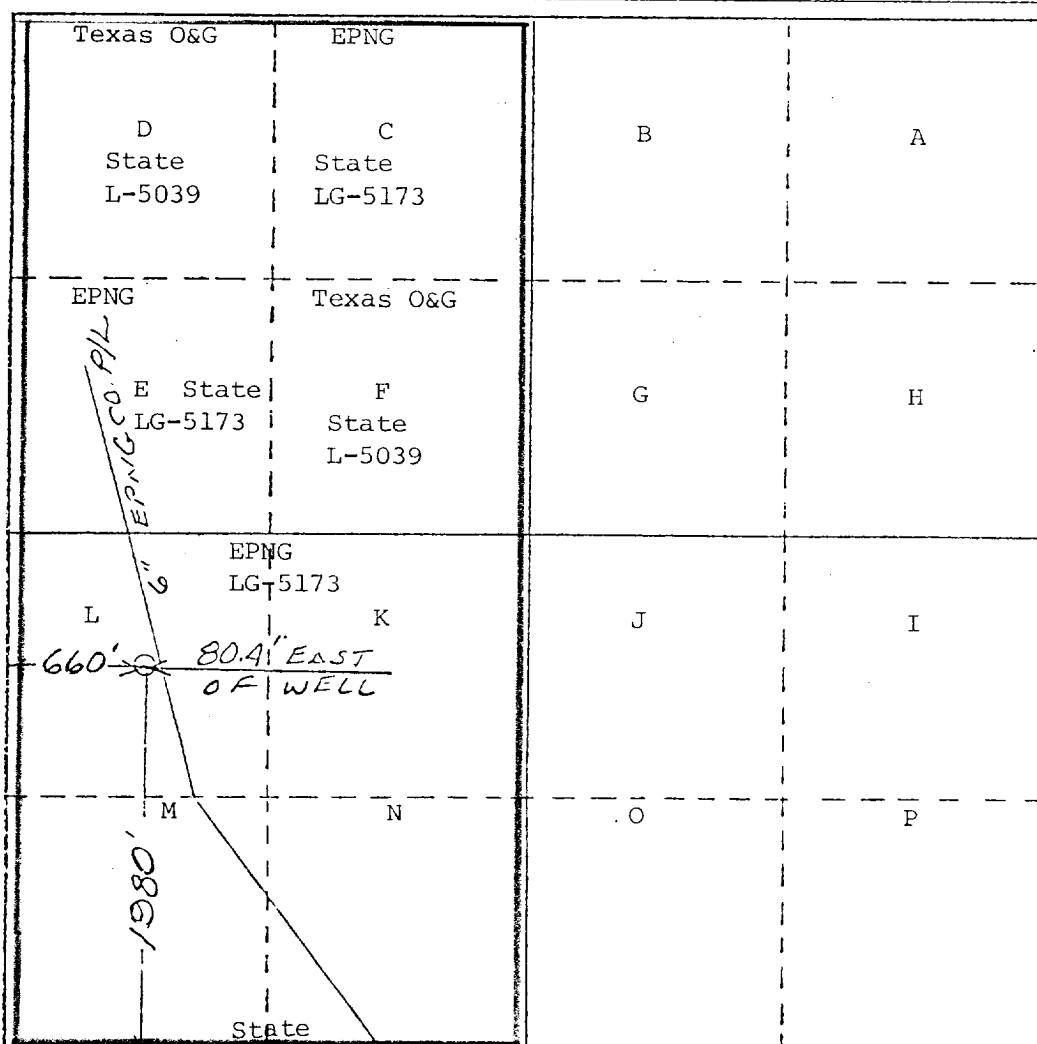 Texas O&G EPNG
D C B A
State State
L-5039 LG-5173
EPNG Texas O&G
6" EPNG CO. P/L
E State F G H
LG-5173 State
L-5039
EPNG
LG-5173
L K J I
660' 80.4' EAST
OF WELL
M N O P
1980'
State